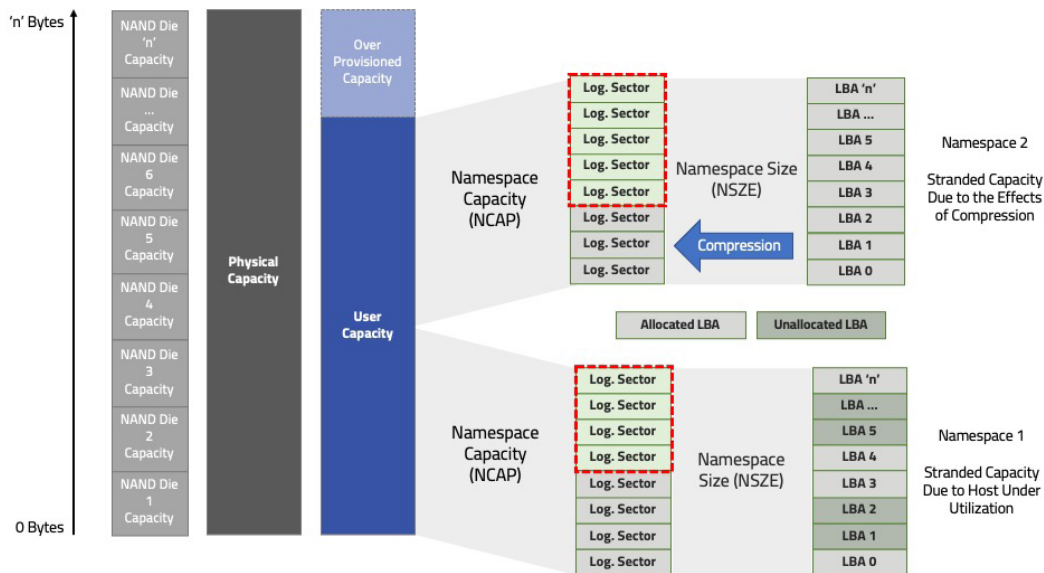 'n' Bytes
NAND Die
'n'
Capacity
NAND Die
...
Capacity
NAND Die
6
Capacity
NAND Die
5
Capacity
NAND Die
4
Capacity
NAND Die
3
Capacity
NAND Die
2
Capacity
NAND Die
1
Capacity
0 Bytes
Physical
Capacity
Over
Provisioned
Capacity
User
Capacity
Namespace
Capacity
(NCAP)
Log. Sector
Log. Sector
Log. Sector
Log. Sector
Log. Sector
Log. Sector
Log. Sector
Log. Sector
Namespace Size
(NSZE)
Compression
LBA 'n'
LBA ...
LBA 5
LBA 4
LBA 3
LBA 2
LBA 1
LBA 0
Namespace 2
Stranded Capacity
Due to the Effects
of Compression
Allocated LBA
Unallocated LBA
Namespace
Capacity
(NCAP)
Log. Sector
Log. Sector
Log. Sector
Log. Sector
Log. Sector
Log. Sector
Log. Sector
Log. Sector
Namespace
Size (NSZE)
LBA 'n'
LBA ...
LBA 5
LBA 4
LBA 3
LBA 2
LBA 1
LBA 0
Namespace 1
Stranded Capacity
Due to Host Under
Utilization